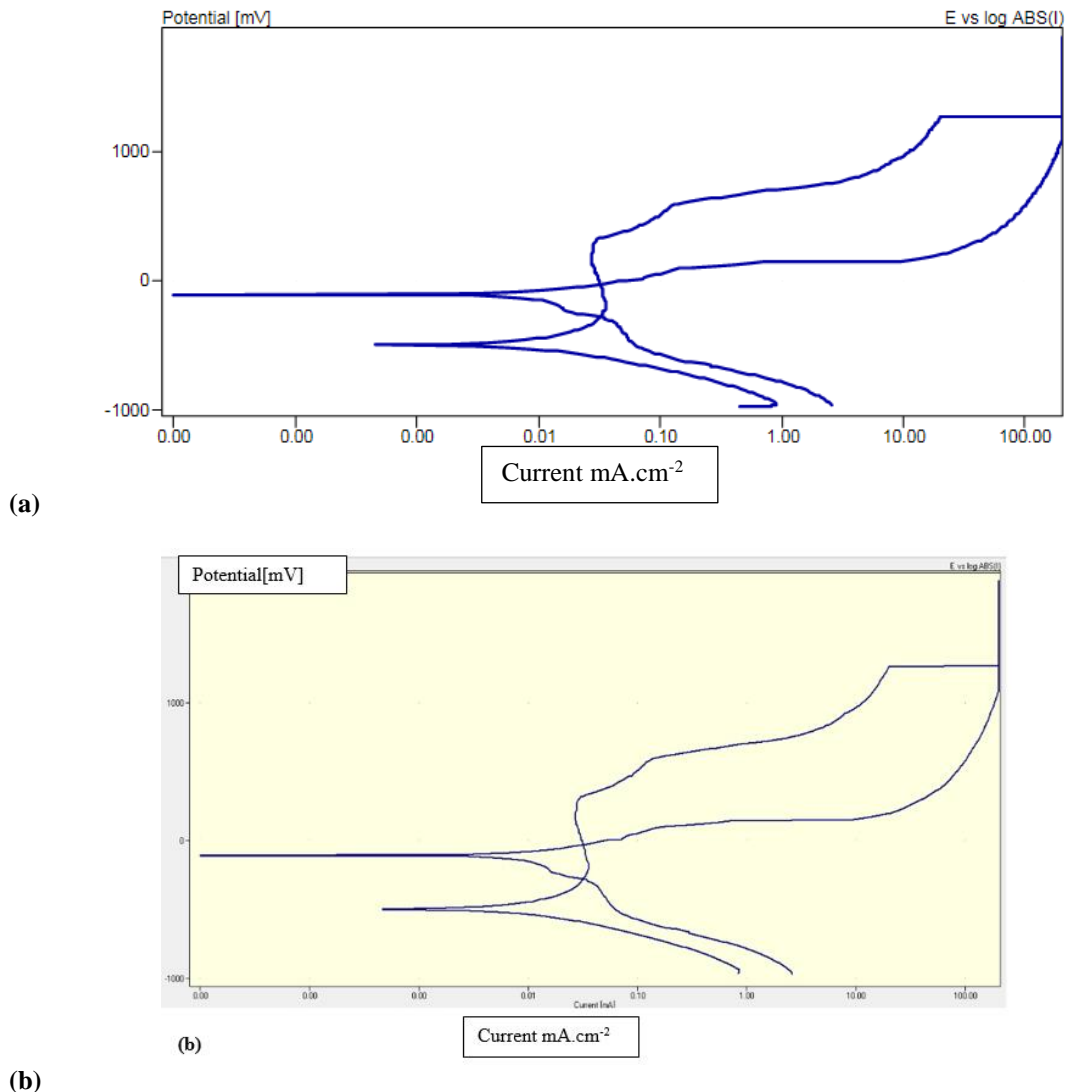 Potential [mV] E vs log ABS(I)
1000
0
-1000
0.00 0.00 0.00 0.01 0.10 1.00 10.00 100.00
Current mA.cm-2
(a)
Potential[mV] E vs log ABS(I)
1000
0
-1000
0.00 0.00 0.00 0.01 0.10 1.00 10.00 100.00
Current [mA]
(b) Current mA.cm-2
(b)